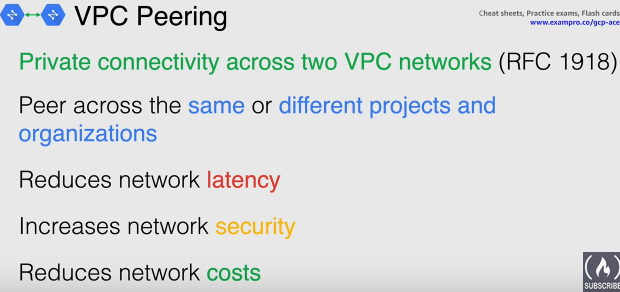 VPC Peering
Cheat sheets, Practice exams, Flash cards
www.exampro.co/gcp-ace
Private connectivity across two VPC networks (RFC 1918)
Peer across the same or different projects and
organizations
Reduces network latency
Increases network security
Reduces network costs
SUBSCRIBE